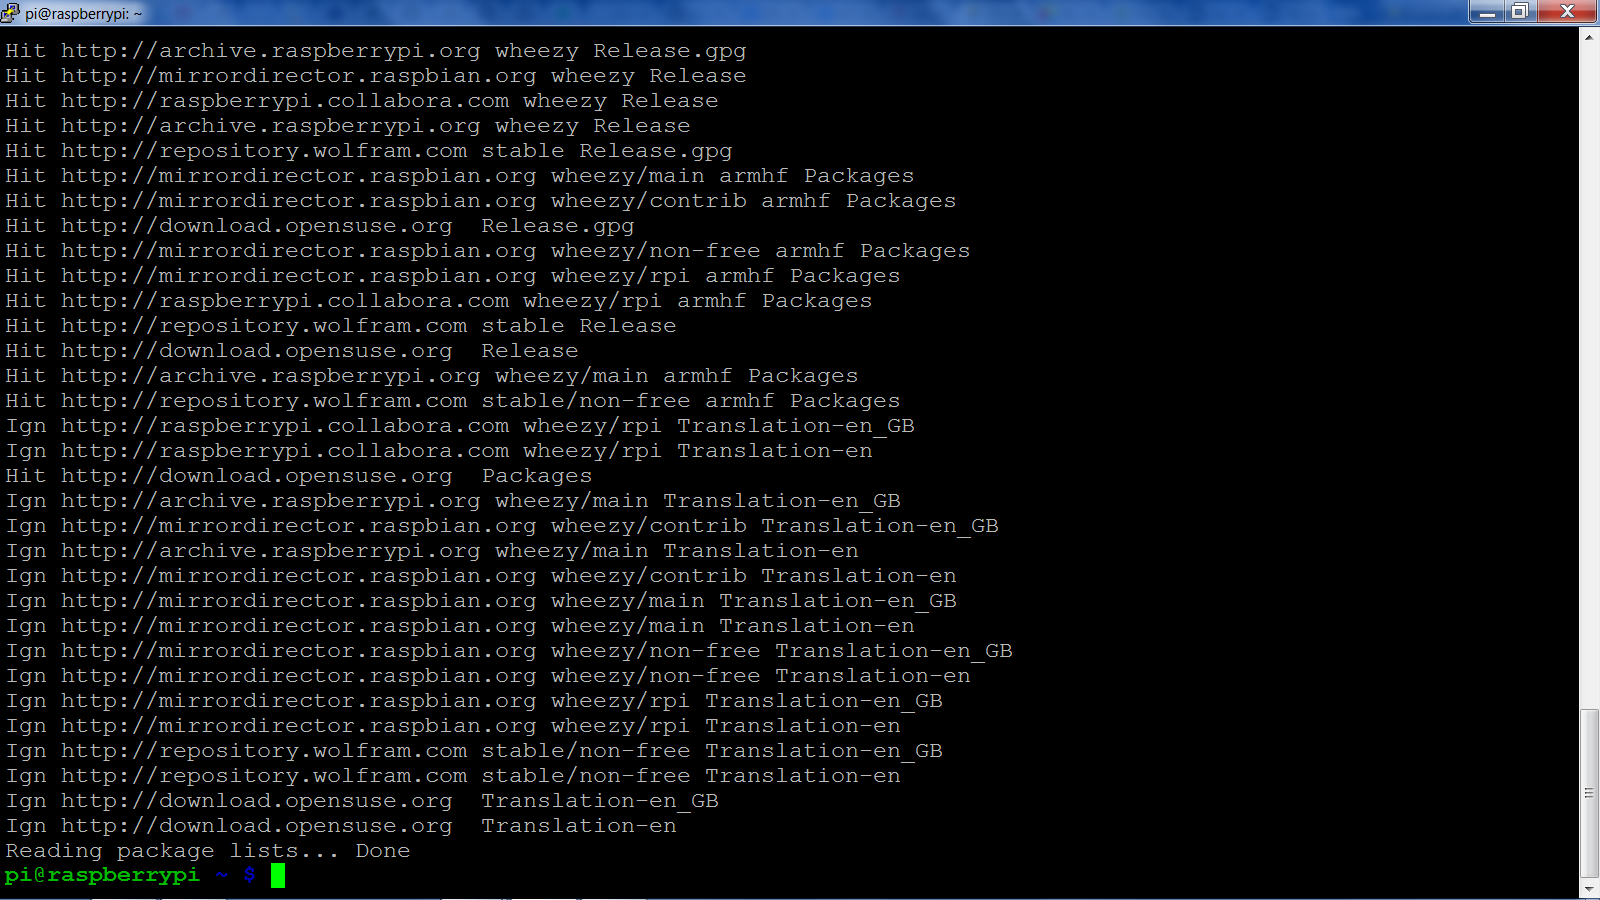 pi@raspberrypi: ~
Hit http://archive.raspberrypi.org wheezy Release.gpg
Hit http://mirrordirector.raspbian.org wheezy Release
Hit http://raspberrypi.collabora.com wheezy Release
Hit http://archive.raspberrypi.org wheezy Release
Hit http://repository.wolfram.com stable Release.gpg
Hit http://mirrordirector.raspbian.org wheezy/main armhf Packages
Hit http://mirrordirector.raspbian.org wheezy/contrib armhf Packages
Hit http://download.opensuse.org  Release.gpg
Hit http://mirrordirector.raspbian.org wheezy/non-free armhf Packages
Hit http://mirrordirector.raspbian.org wheezy/rpi armhf Packages
Hit http://raspberrypi.collabora.com wheezy/rpi armhf Packages
Hit http://repository.wolfram.com stable Release
Hit http://download.opensuse.org  Release
Hit http://archive.raspberrypi.org wheezy/main armhf Packages
Hit http://repository.wolfram.com stable/non-free armhf Packages
Ign http://raspberrypi.collabora.com wheezy/rpi Translation-en_GB
Ign http://raspberrypi.collabora.com wheezy/rpi Translation-en
Hit http://download.opensuse.org  Packages
Ign http://archive.raspberrypi.org wheezy/main Translation-en_GB
Ign http://mirrordirector.raspbian.org wheezy/contrib Translation-en_GB
Ign http://archive.raspberrypi.org wheezy/main Translation-en
Ign http://mirrordirector.raspbian.org wheezy/contrib Translation-en
Ign http://mirrordirector.raspbian.org wheezy/main Translation-en_GB
Ign http://mirrordirector.raspbian.org wheezy/main Translation-en
Ign http://mirrordirector.raspbian.org wheezy/non-free Translation-en_GB
Ign http://mirrordirector.raspbian.org wheezy/non-free Translation-en
Ign http://mirrordirector.raspbian.org wheezy/rpi Translation-en_GB
Ign http://mirrordirector.raspbian.org wheezy/rpi Translation-en
Ign http://repository.wolfram.com stable/non-free Translation-en_GB
Ign http://repository.wolfram.com stable/non-free Translation-en
Ign http://download.opensuse.org  Translation-en_GB
Ign http://download.opensuse.org  Translation-en
Reading package lists... Done
pi@raspberrypi ~ $